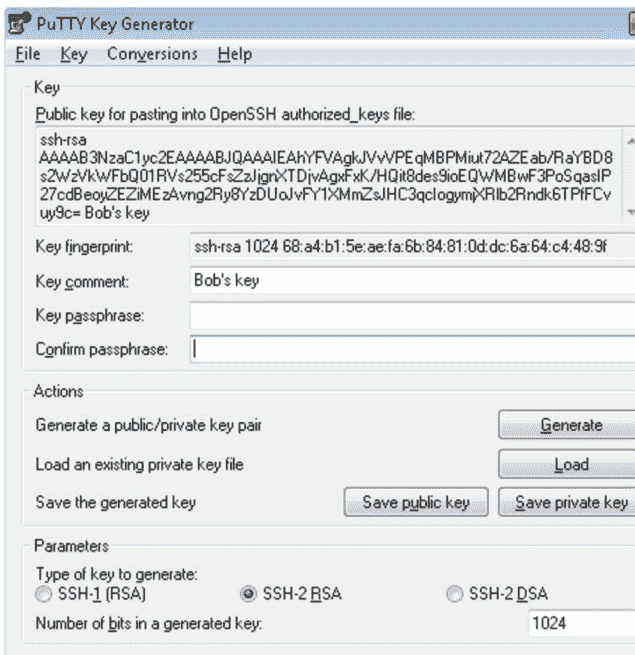 PuTTY Key Generator
File Key Conversions Help
Key
Public key for pasting into OpenSSH authorized_keys file:
ssh-rsa
AAAAB3NzaC1yc2EAAAABJQAAAIEAhYFVAgkJVvVPEqMBPMiut72AZEab/RaYBD8
s2WzVkWFbQ01RVs255cFsZzJjgnXTDjvAgxFxK/HQit8des9ioEQWMBwF3PoSqasIP
27cdBeoyZEZiMEzAvng2Ry8YzDUoJvFY1XMmZsJHC3qclogymjXRlb2Rndk6TPfFCv
uy9c= Bob's key
Key fingerprint: ssh-rsa 1024 68:a4:b1:5e:ae:fa:6b:84:81:0d:dc:6a:64:c4:48:9f
Key comment: Bob's key
Key passphrase:
Confirm passphrase:
Actions
Generate a public/private key pair Generate
Load an existing private key file Load
Save the generated key Save public key Save private key
Parameters
Type of key to generate:
SSH-1 (RSA) SSH-2 RSA SSH-2 DSA
Number of bits in a generated key: 1024